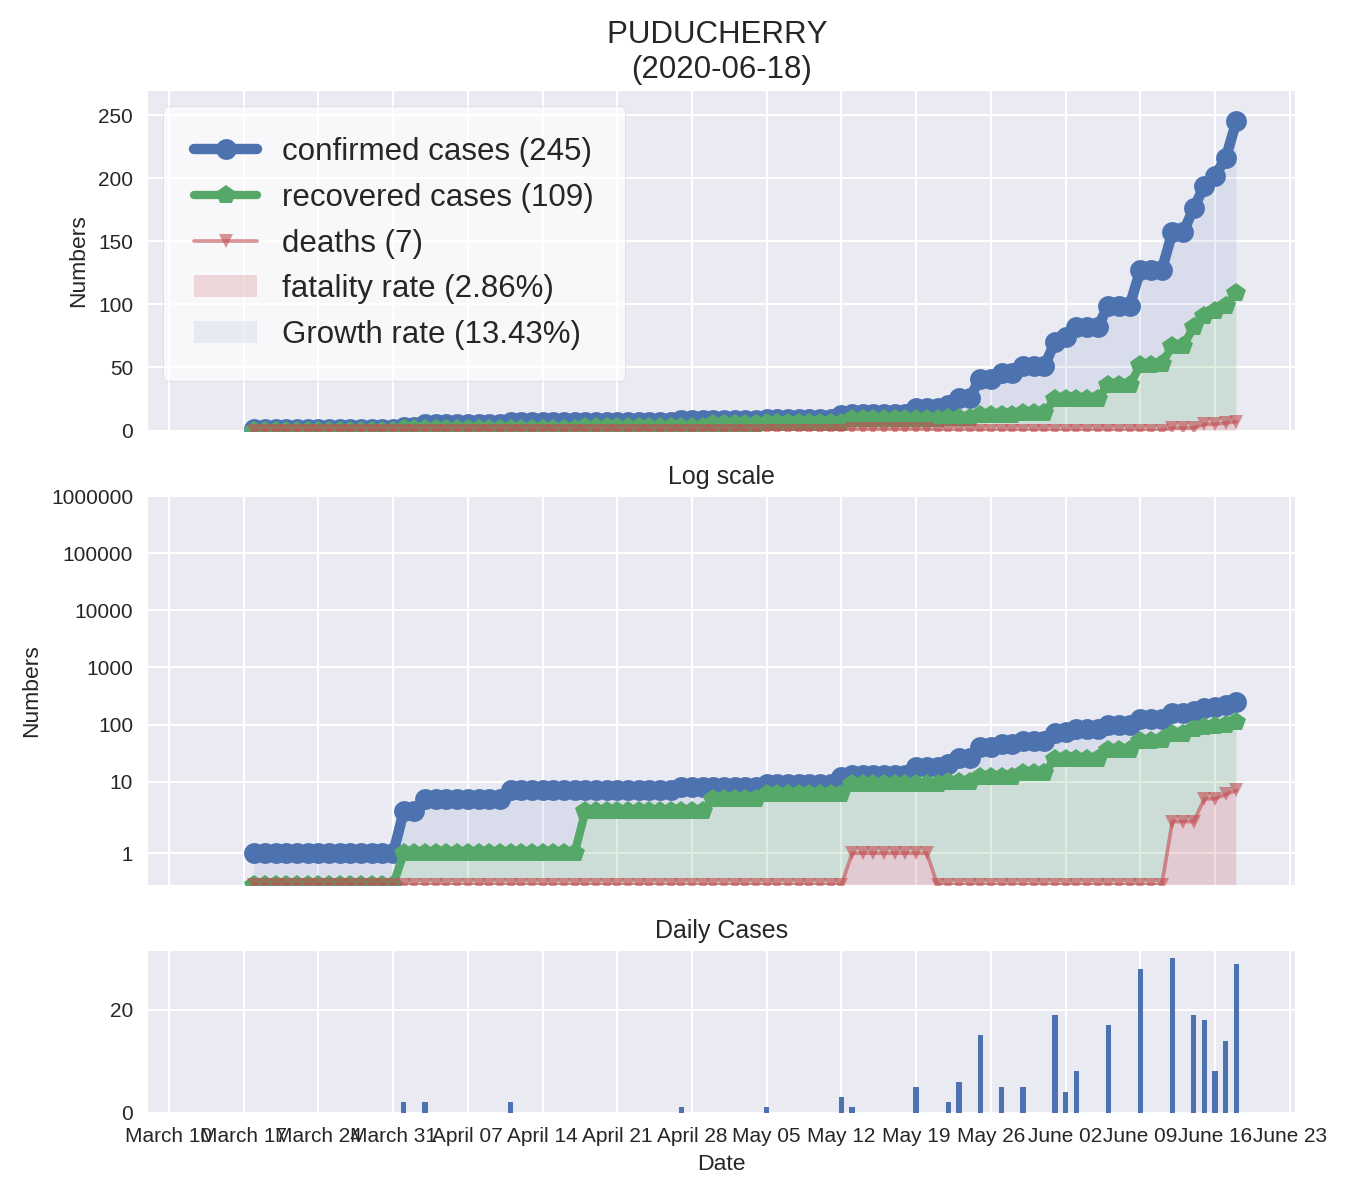 PUDUCHERRY
(2020-06-18)
250
200
150
100
50
0
Numbers
confirmed cases (245)
recovered cases (109)
deaths (7)
fatality rate (2.86%)
Growth rate (13.43%)
Log scale
1000000
100000
10000
1000
100
10
1
Numbers
Daily Cases
20
0
March 10 March 17 March 24 March 31 April 07 April 14 April 21 April 28 May 05 May 12 May 19 May 26 June 02 June 09 June 16 June 23
Date